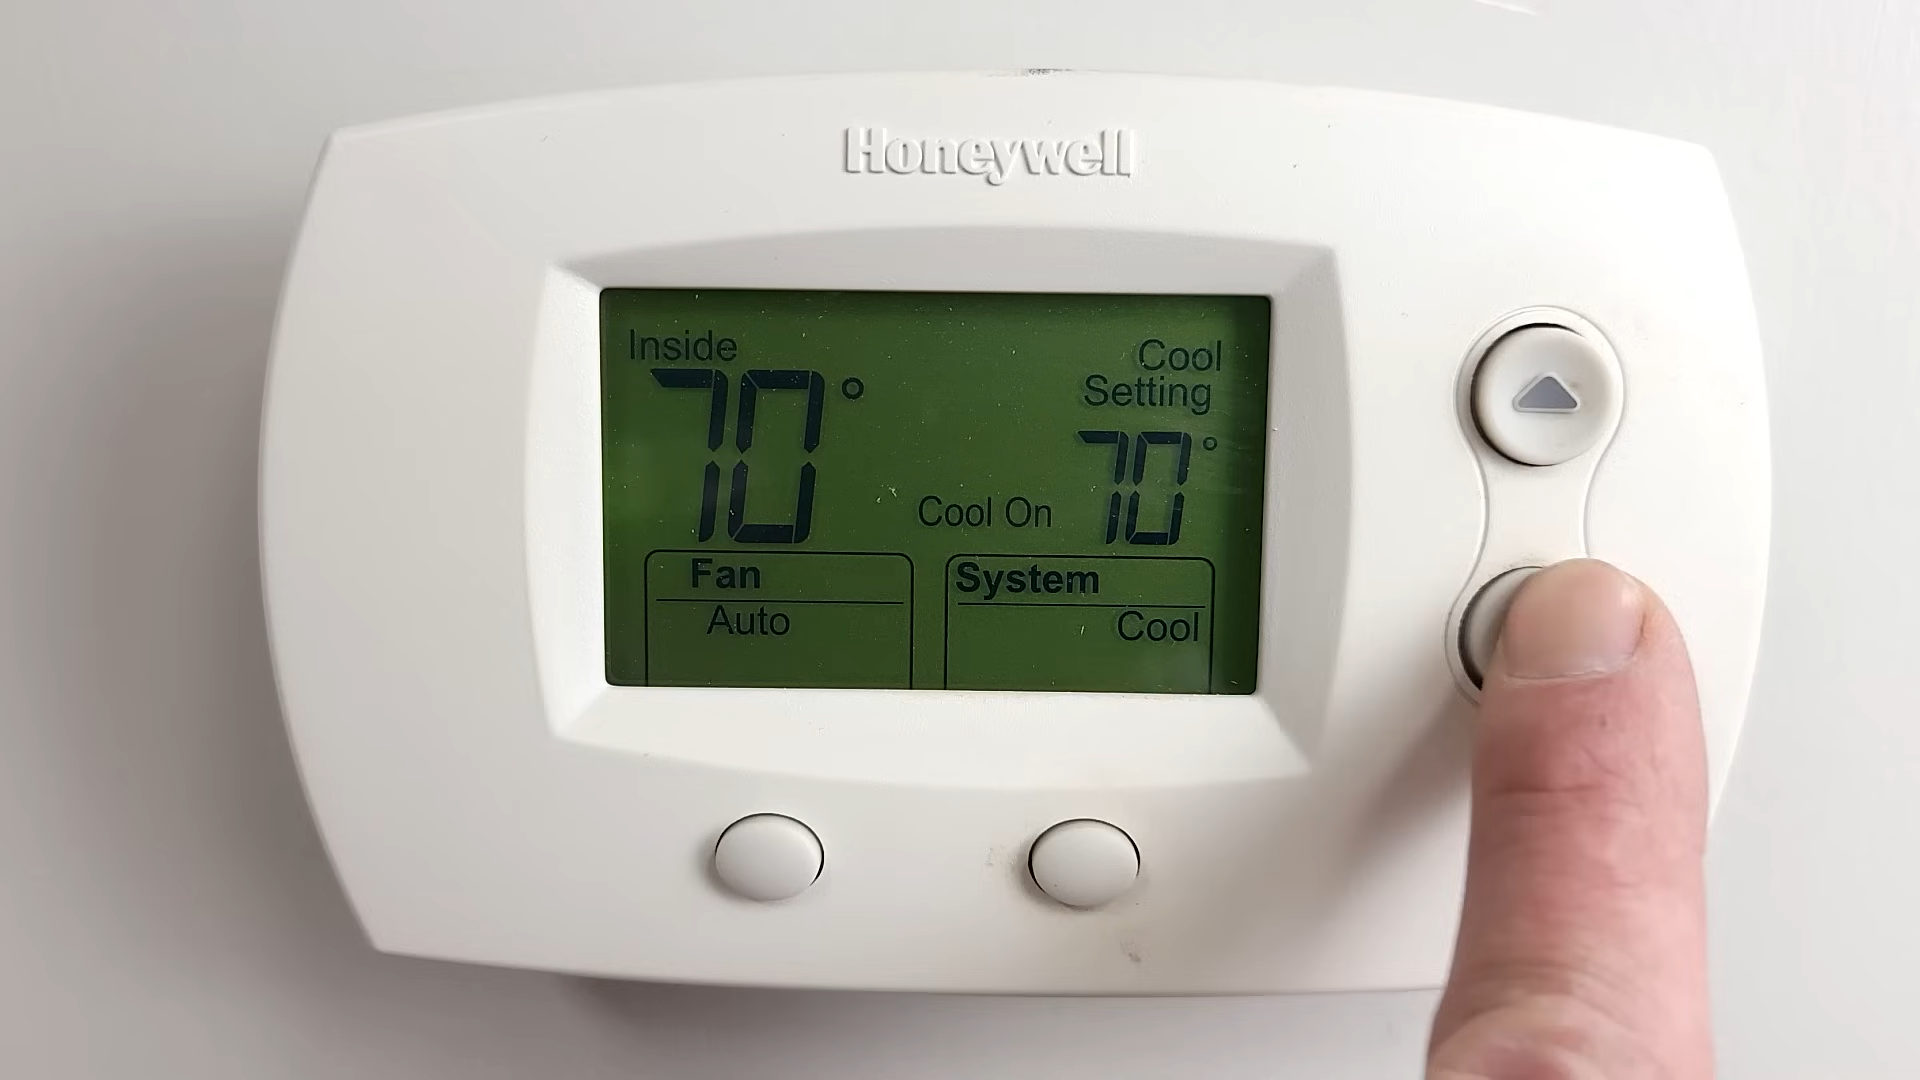 Honeywell
Inside
70°
Cool
Setting
70°
Cool On
Fan
Auto
System
Cool